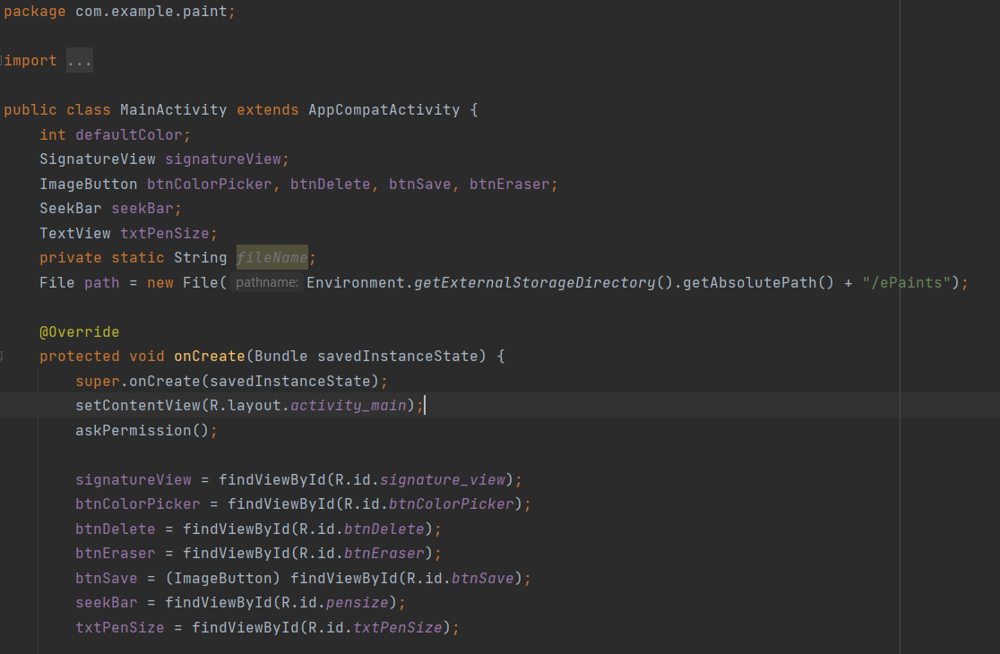 package com.example.paint;
import ...
public class MainActivity extends AppCompatActivity {
int defaultColor;
SignatureView signatureView;
ImageButton btnColorPicker, btnDelete, btnSave, btnEraser;
SeekBar seekBar;
TextView txtPenSize;
private static String fileName;
File path = new File( pathname: Environment.getExternalStorageDirectory().getAbsolutePath() + "/ePaints");
@Override
protected void onCreate(Bundle savedInstanceState) {
super.onCreate(savedInstanceState);
setContentView(R.layout.activity_main);
askPermission();
signatureView = findViewById(R.id.signature_view);
btnColorPicker = findViewById(R.id.btnColorPicker);
btnDelete = findViewById(R.id.btnDelete);
btnEraser = findViewById(R.id.btnEraser);
btnSave = (ImageButton) findViewById(R.id.btnSave);
seekBar = findViewById(R.id.pensize);
txtPenSize = findViewById(R.id.txtPenSize);